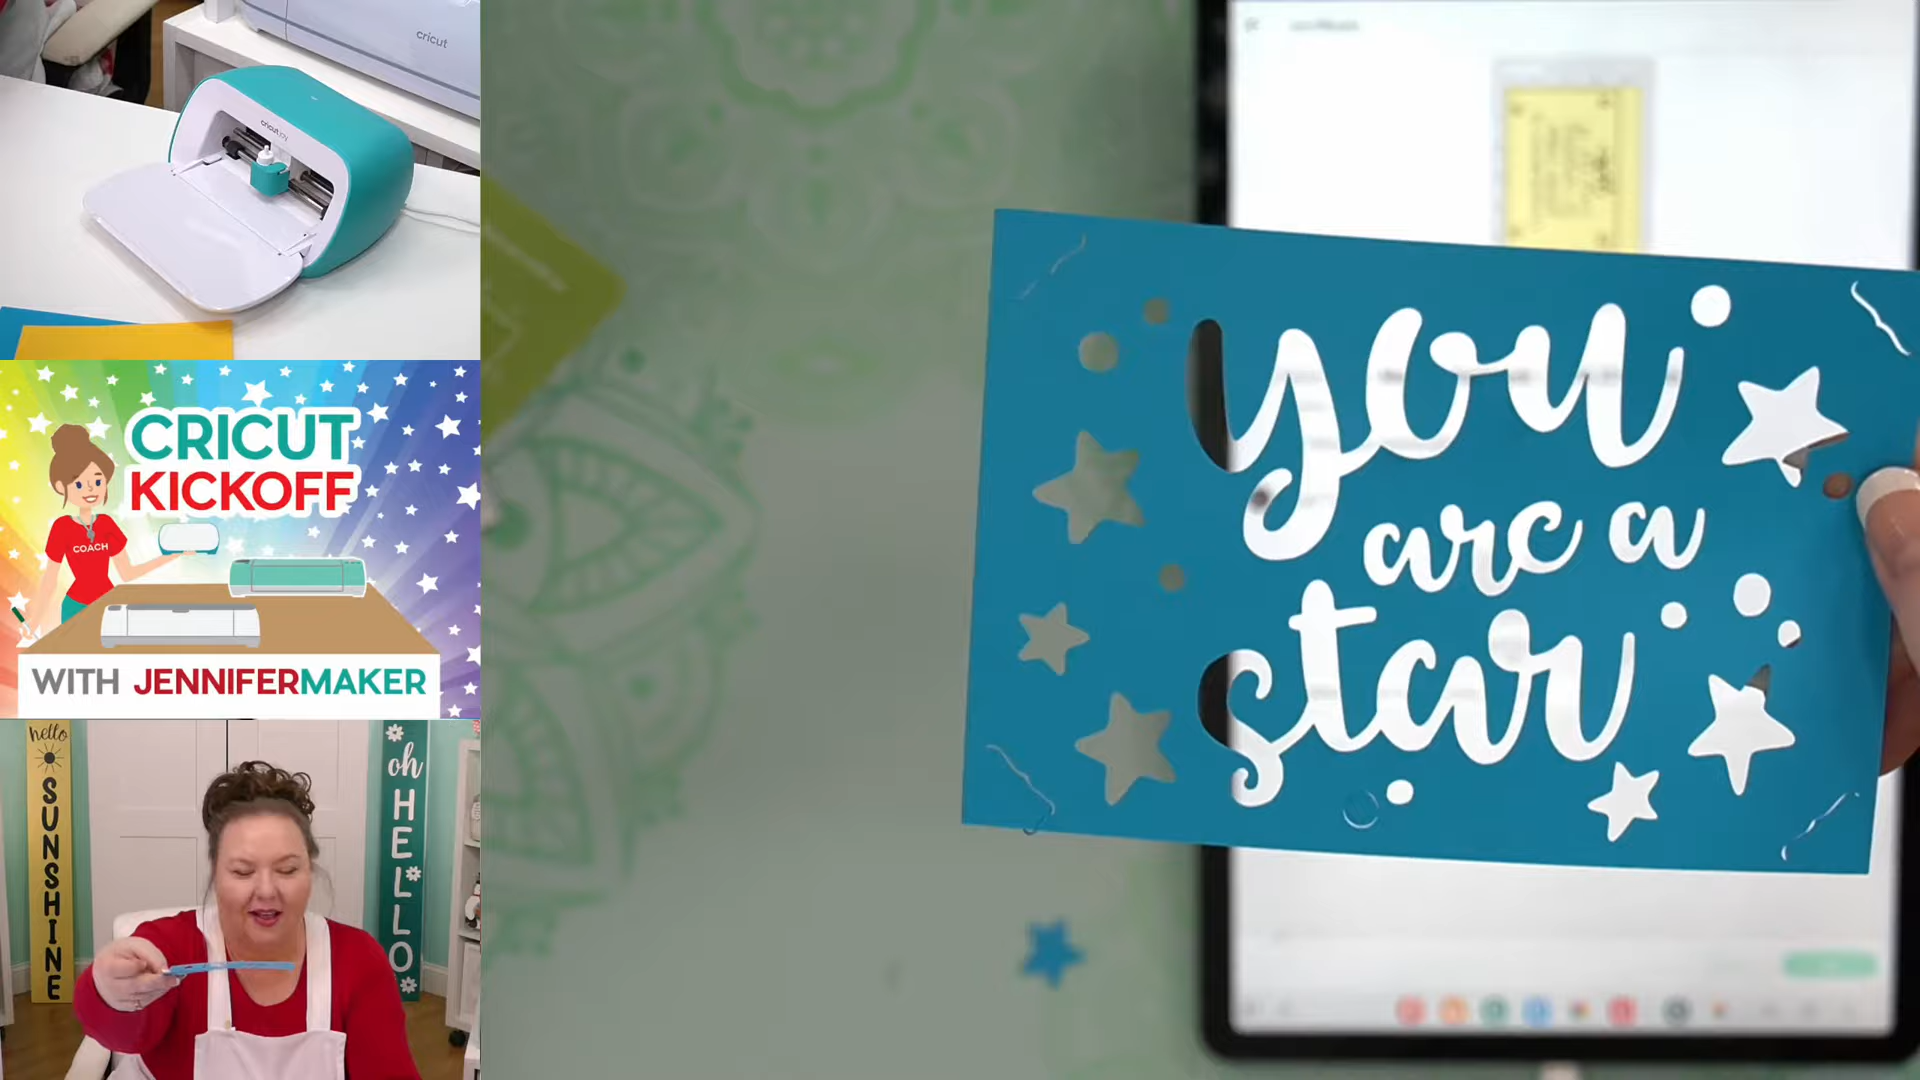 cricut
cricut joy
CRICUT
KICKOFF
COACH
WITH JENNIFERMAKER
hello
SUNSHINE
oh
HELLO
you
are a
star